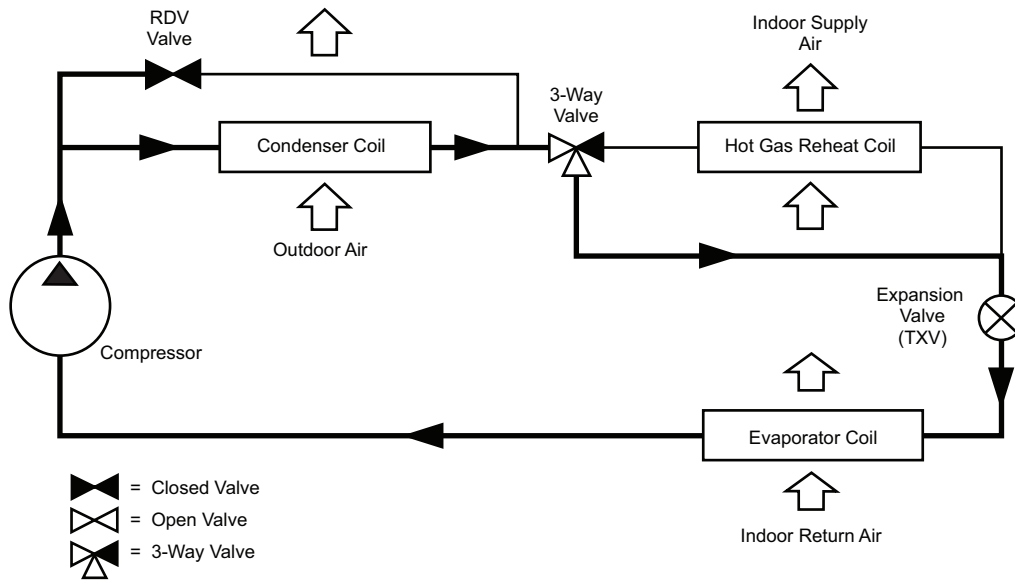 RDV
Valve
Indoor Supply
Air
3-Way
Valve
Condenser Coil
Hot Gas Reheat Coil
Outdoor Air
Expansion
Valve
(TXV)
Compressor
Evaporator Coil
Indoor Return Air
= Closed Valve
= Open Valve
= 3-Way Valve